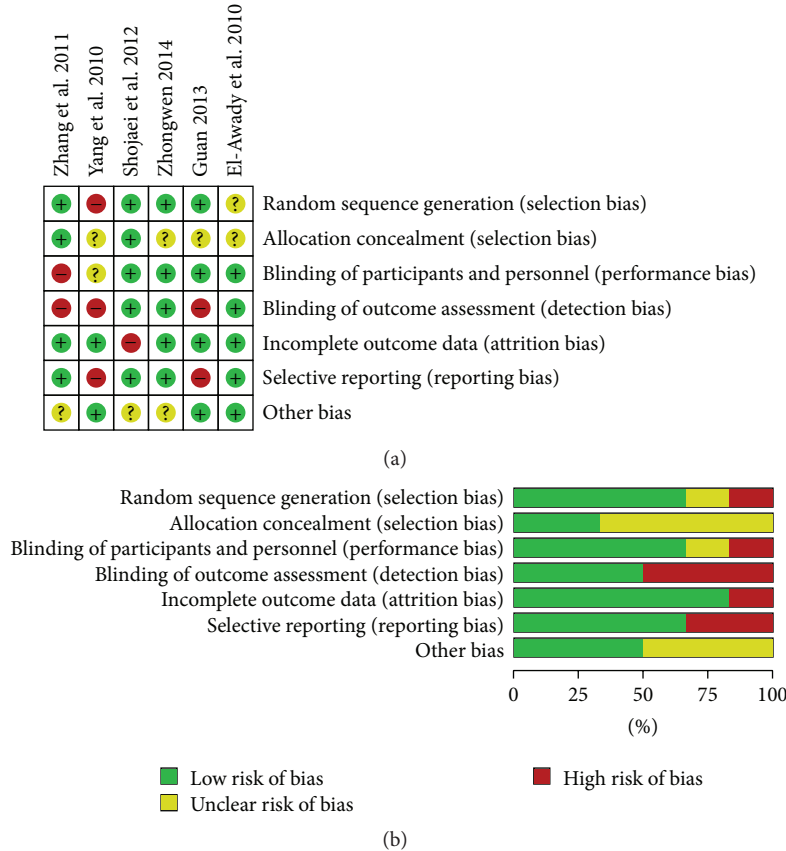 Zhang et al. 2011
Yang et al. 2010
Shojaei et al. 2012
Zhongwen 2014
Guan 2013
El-Awady et al. 2010
+ − + + + ? Random sequence generation (selection bias)
+ ? + ? ? ? Allocation concealment (selection bias)
− ? + + + + Blinding of participants and personnel (performance bias)
− − + + − + Blinding of outcome assessment (detection bias)
+ + − + + + Incomplete outcome data (attrition bias)
+ − + + − + Selective reporting (reporting bias)
? + ? ? + + Other bias
(a)
Random sequence generation (selection bias)
Allocation concealment (selection bias)
Blinding of participants and personnel (performance bias)
Blinding of outcome assessment (detection bias)
Incomplete outcome data (attrition bias)
Selective reporting (reporting bias)
Other bias
0 25 50 75 100
(%)
Low risk of bias High risk of bias
Unclear risk of bias
(b)